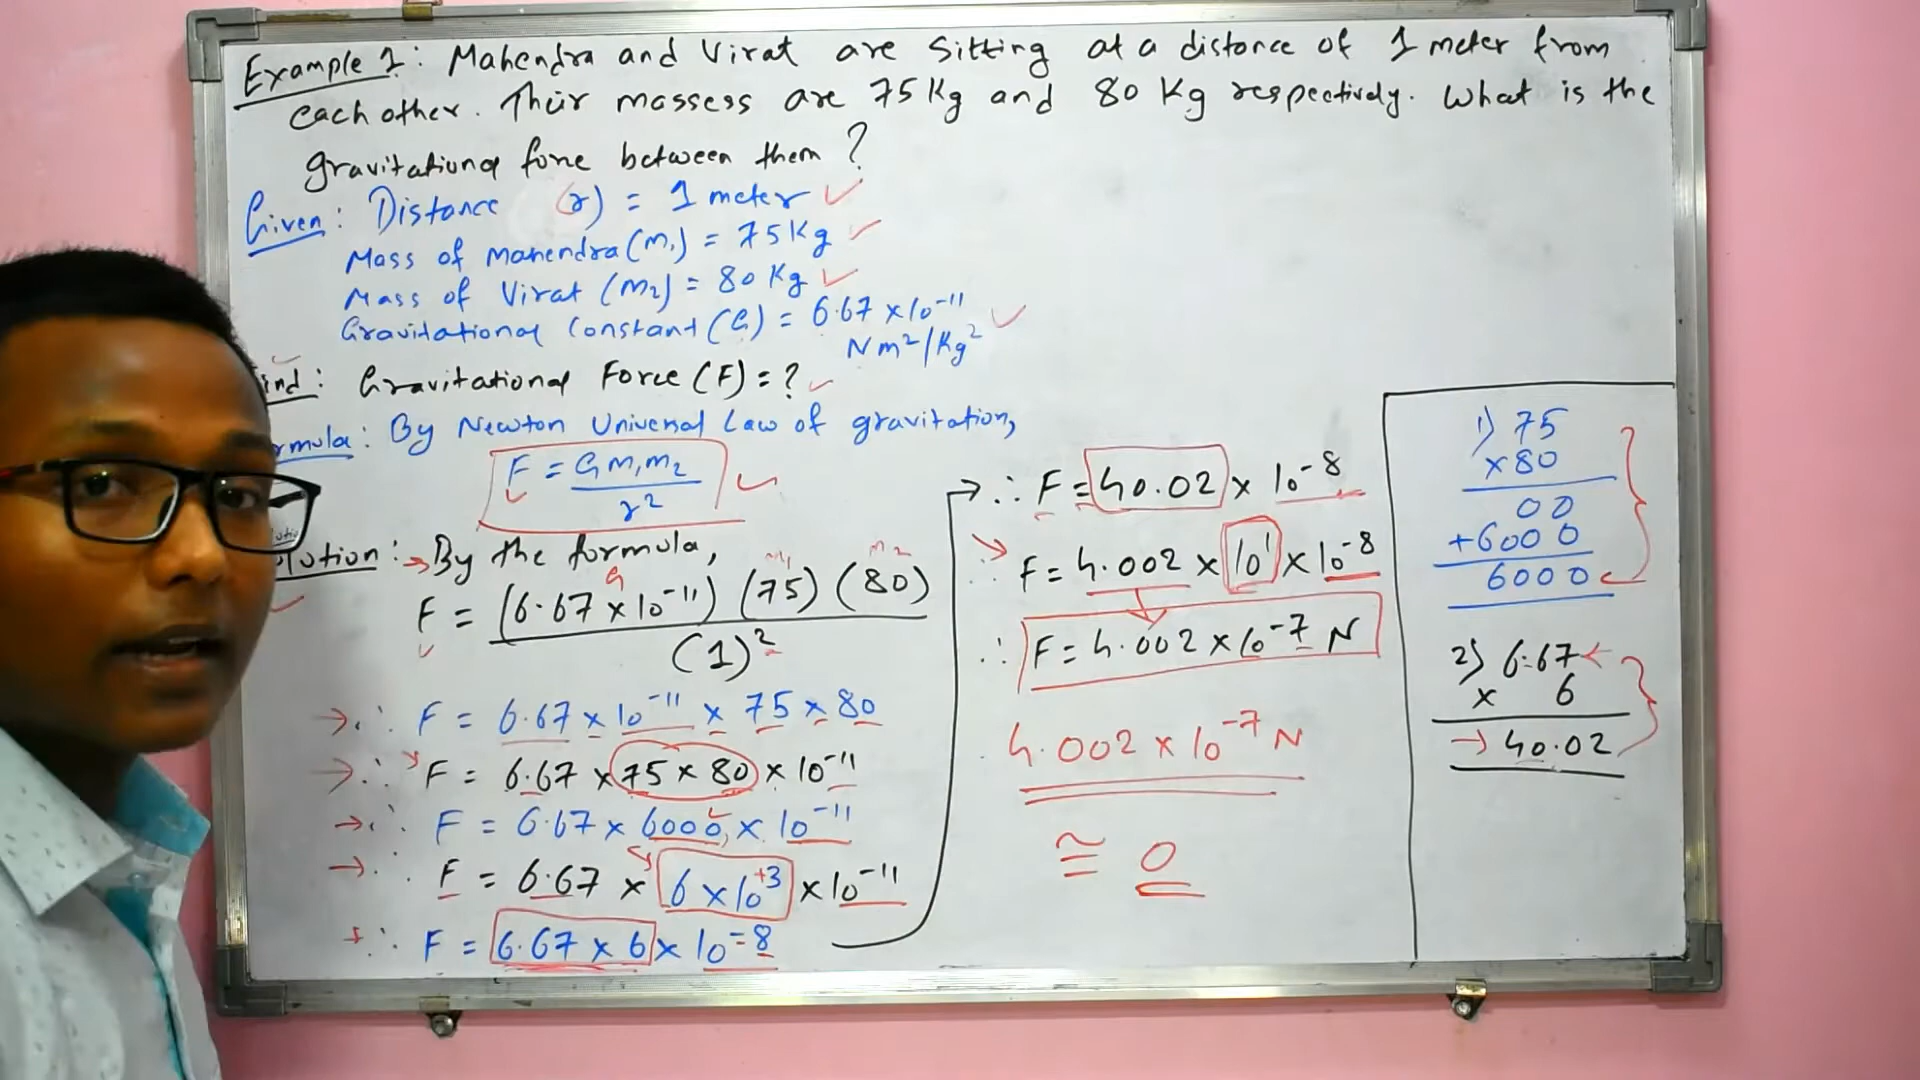 Example 1: Mahendra and Virat are Sitting at a distance of 1 meter from
each other. Their massess are 75 Kg and 80 Kg respectively. What is the
gravitational force between them?
Given: Distance (r) = 1 meter ✓
Mass of Mahendra (m₁) = 75 Kg ✓
Mass of Virat (m₂) = 80 Kg ✓
Gravitational Constant (G) = 6.67 × 10⁻¹¹ ✓
Nm²/Kg²
ind: Gravitational Force (F) = ? ✓
rmula: By Newton Universal Law of gravitation,
F = Gm₁m₂ ✓
r²
lution: → By the formula,
G m₁ m₂
F = (6.67 × 10⁻¹¹) (75) (80)
(1)²
→ ∴ F = 6.67 × 10⁻¹¹ × 75 × 80
→ ∴ F = 6.67 × 75 × 80 × 10⁻¹¹
→ ∴ F = 6.67 × 6000 × 10⁻¹¹
→ ∴ F = 6.67 × 6 × 10⁺³ × 10⁻¹¹
∴ F = 6.67 × 6 × 10⁻⁸
→ ∴ F = 40.02 × 10⁻⁸
∴ F = 4.002 × 10¹ × 10⁻⁸
∴ F = 4.002 × 10⁻⁷ N
4.002 × 10⁻⁷ N
≅ 0
1) 75
× 80
00
+6000
6000
2) 6.67
× 6
→ 40.02